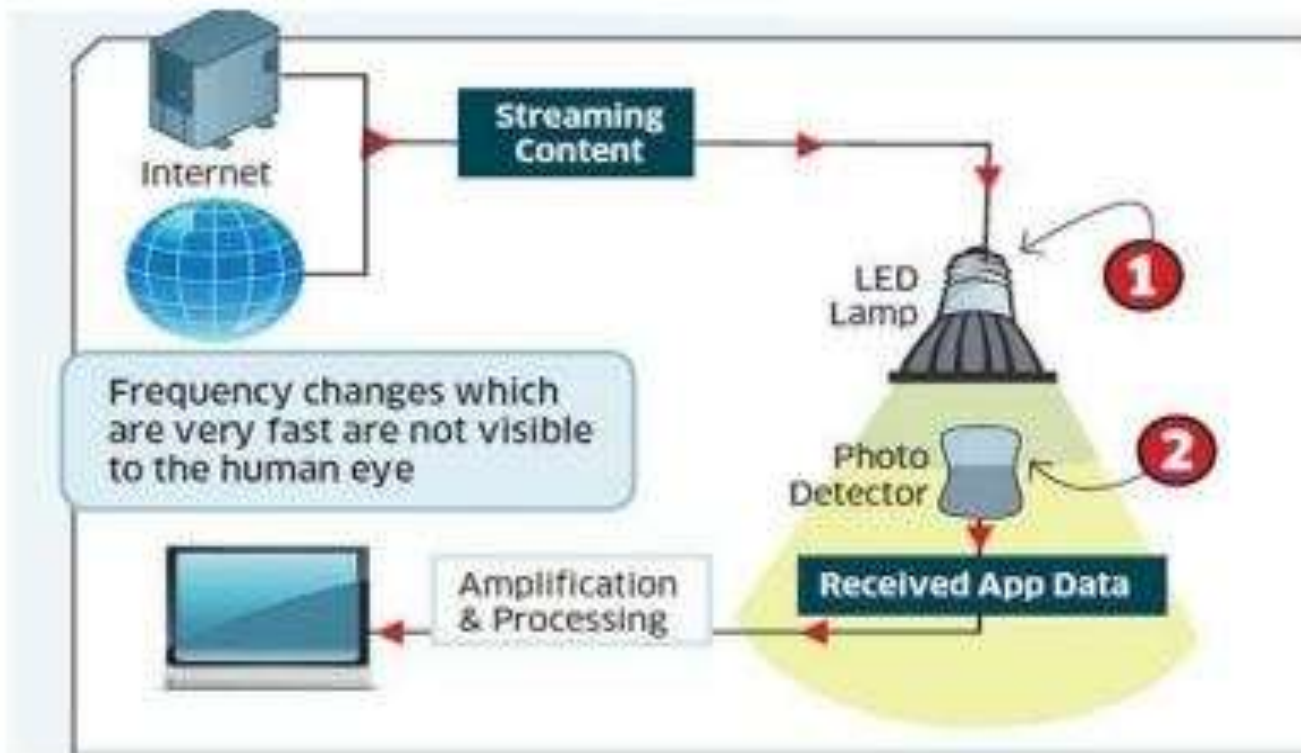 Internet
Streaming
Content
LED
Lamp
1
Frequency changes which
are very fast are not visible
to the human eye
Photo
Detector
2
Amplification
& Processing
Received App Data